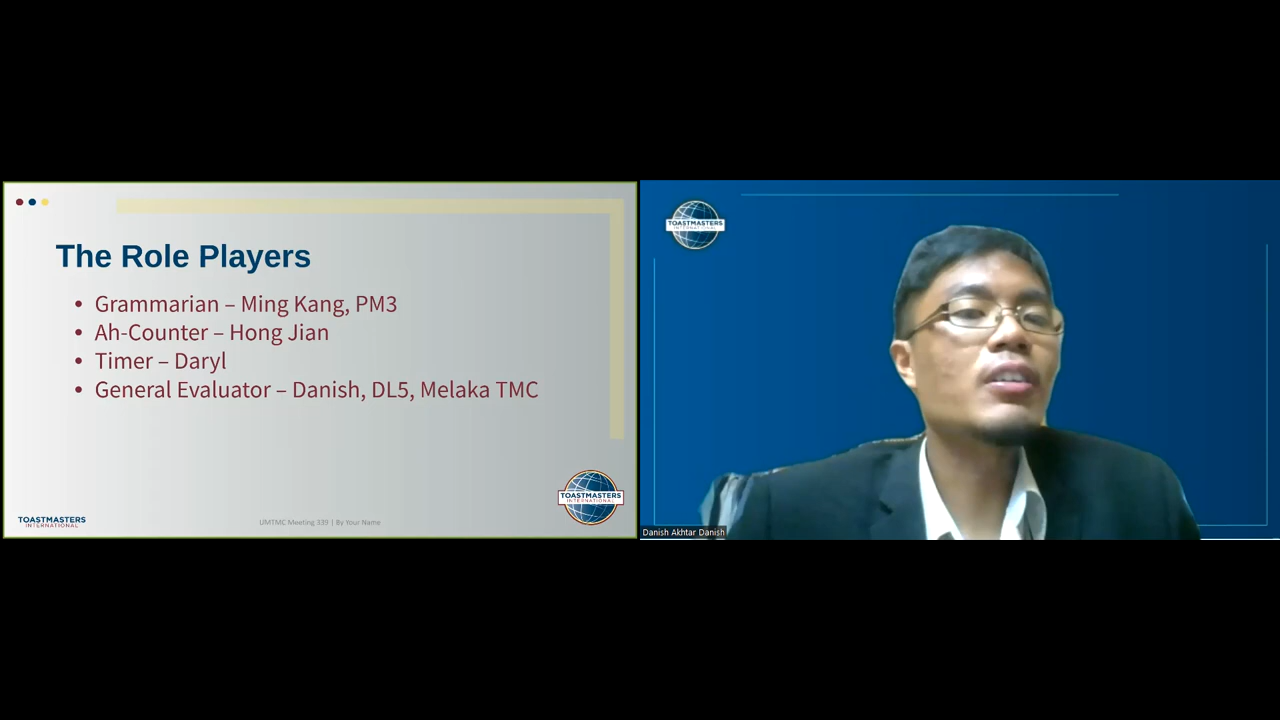 The Role Players
• Grammarian – Ming Kang, PM3
• Ah-Counter – Hong Jian
• Timer – Daryl
• General Evaluator – Danish, DL5, Melaka TMC
TOASTMASTERS
INTERNATIONAL
UMTMC Meeting 339 | By Your Name
TOASTMASTERS
INTERNATIONAL
TOASTMASTERS
INTERNATIONAL
Danish Akhtar Danish